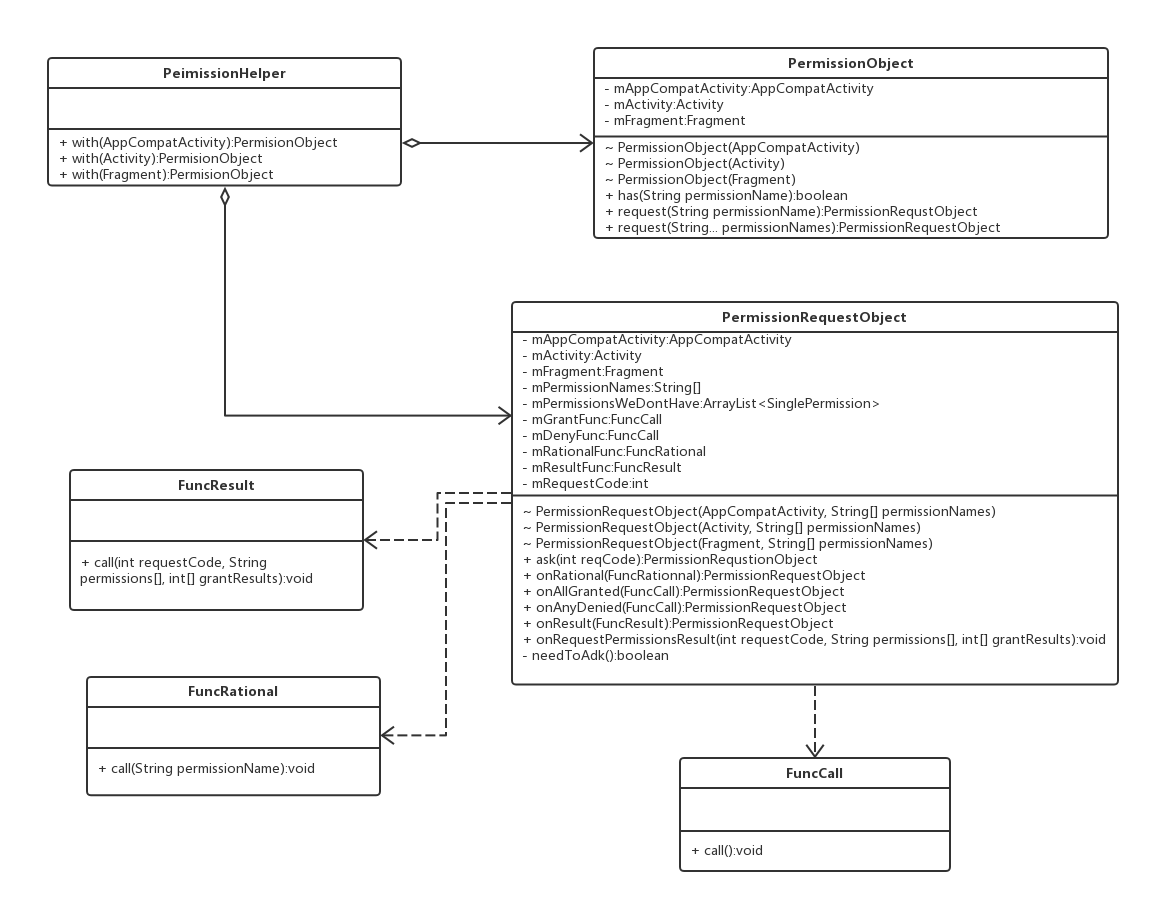 PeimissionHelper
+ with(AppCompatActivity):PermisionObject
+ with(Activity):PermisionObject
+ with(Fragment):PermisionObject
PermissionObject
- mAppCompatActivity:AppCompatActivity
- mActivity:Activity
- mFragment:Fragment
~ PermissionObject(AppCompatActivity)
~ PermissionObject(Activity)
~ PermissionObject(Fragment)
+ has(String permissionName):boolean
+ request(String permissionName):PermissionRequstObject
+ request(String... permissionNames):PermissionRequestObject
PermissionRequestObject
- mAppCompatActivity:AppCompatActivity
- mActivity:Activity
- mFragment:Fragment
- mPermissionNames:String[]
- mPermissionsWeDontHave:ArrayList<SinglePermission>
- mGrantFunc:FuncCall
- mDenyFunc:FuncCall
- mRationalFunc:FuncRational
- mResultFunc:FuncResult
- mRequestCode:int
~ PermissionRequestObject(AppCompatActivity, String[] permissionNames)
~ PermissionRequestObject(Activity, String[] permissionNames)
~ PermissionRequestObject(Fragment, String[] permissionNames)
+ ask(int reqCode):PermissionRequstionObject
+ onRational(FuncRationnal):PermissionRequestObject
+ onAllGranted(FuncCall):PermissionRequestObject
+ onAnyDenied(FuncCall):PermissionRequestObject
+ onResult(FuncResult):PermissionRequestObject
+ onRequestPermissionsResult(int requestCode, String permissions[], int[] grantResults):void
- needToAdk():boolean
FuncResult
+ call(int requestCode, String
permissions[], int[] grantResults):void
FuncRational
+ call(String permissionName):void
FuncCall
+ call():void